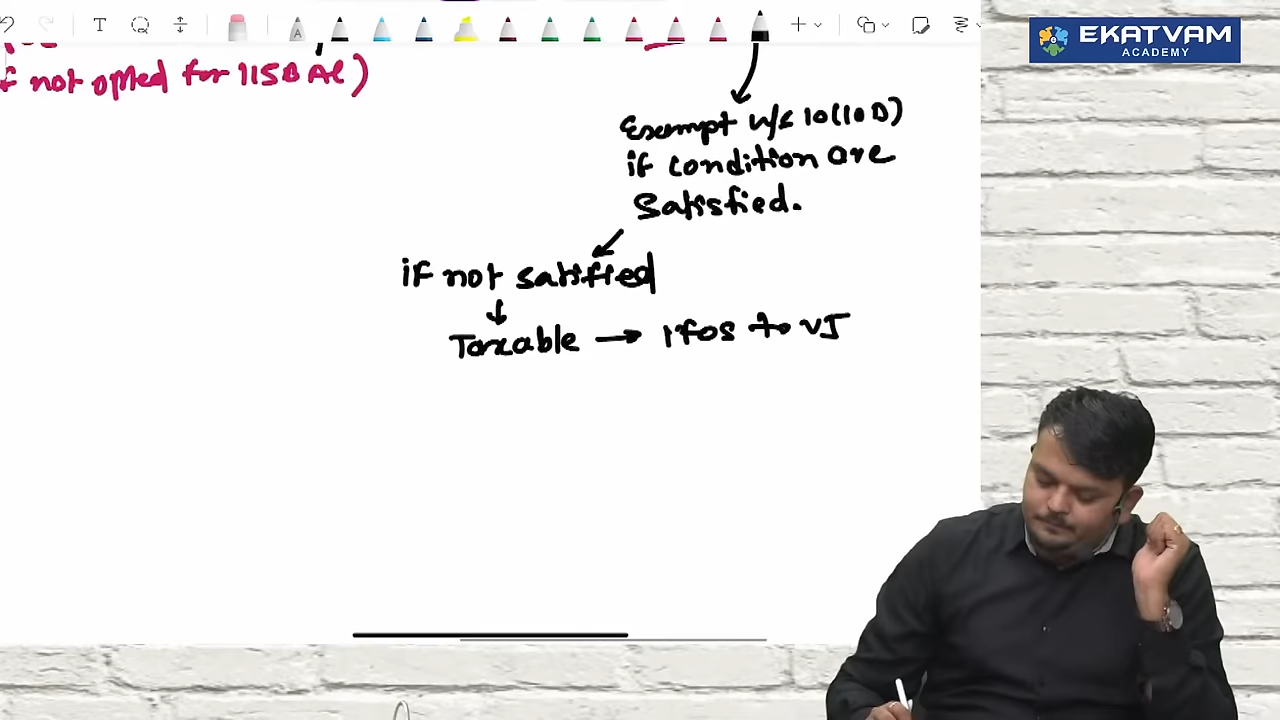 EKATVAM
ACADEMY
f not opted for 115BAC)
Exempt u/s 10(10D)
if condition are
Satisfied.
if not satisfied
Taxable → IFOS to VJ